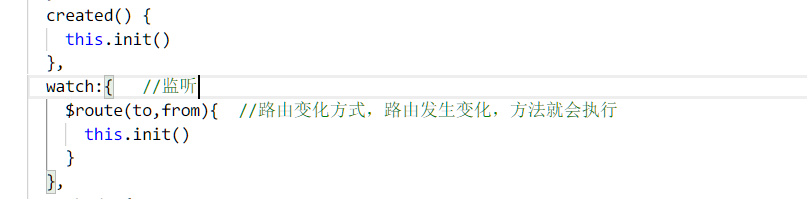 created() {
this.init()
},
watch:{ //监听
$route(to,from){ //路由变化方式，路由发生变化，方法就会执行
this.init()
}
},